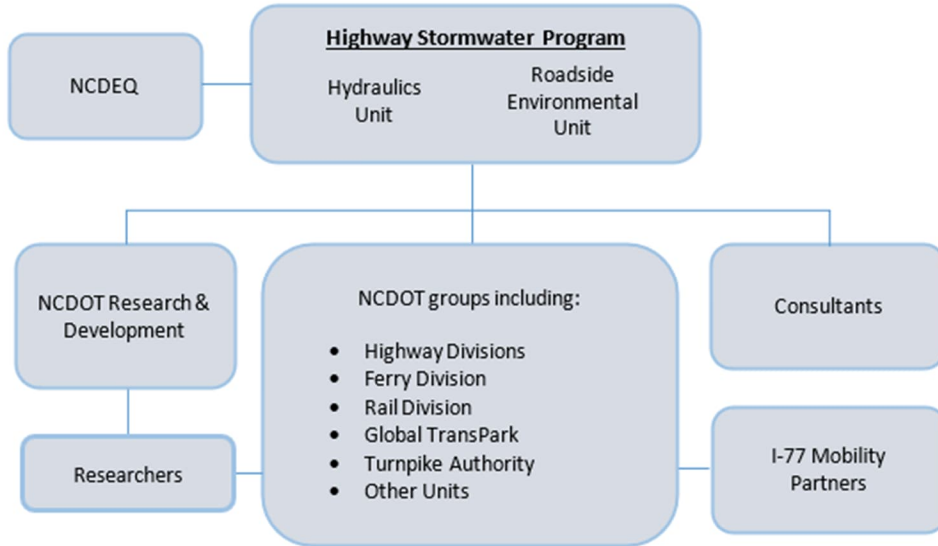 Highway Stormwater Program
NCDEQ
Hydraulics
Unit
Roadside
Environmental
Unit
NCDOT Research &
Development
NCDOT groups including:
• Highway Divisions
• Ferry Division
• Rail Division
• Global TransPark
• Turnpike Authority
• Other Units
Consultants
Researchers
I-77 Mobility
Partners